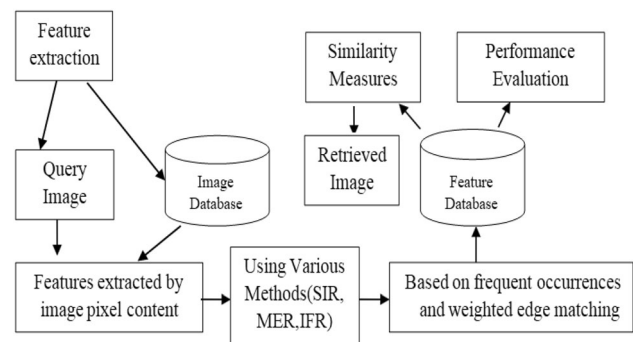 Feature
extraction
Query
Image
Image
Database
Features extracted by
image pixel content
Using Various
Methods(SIR,
MER,IFR)
Based on frequent occurrences
and weighted edge matching
Feature
Database
Similarity
Measures
Retrieved
Image
Performance
Evaluation